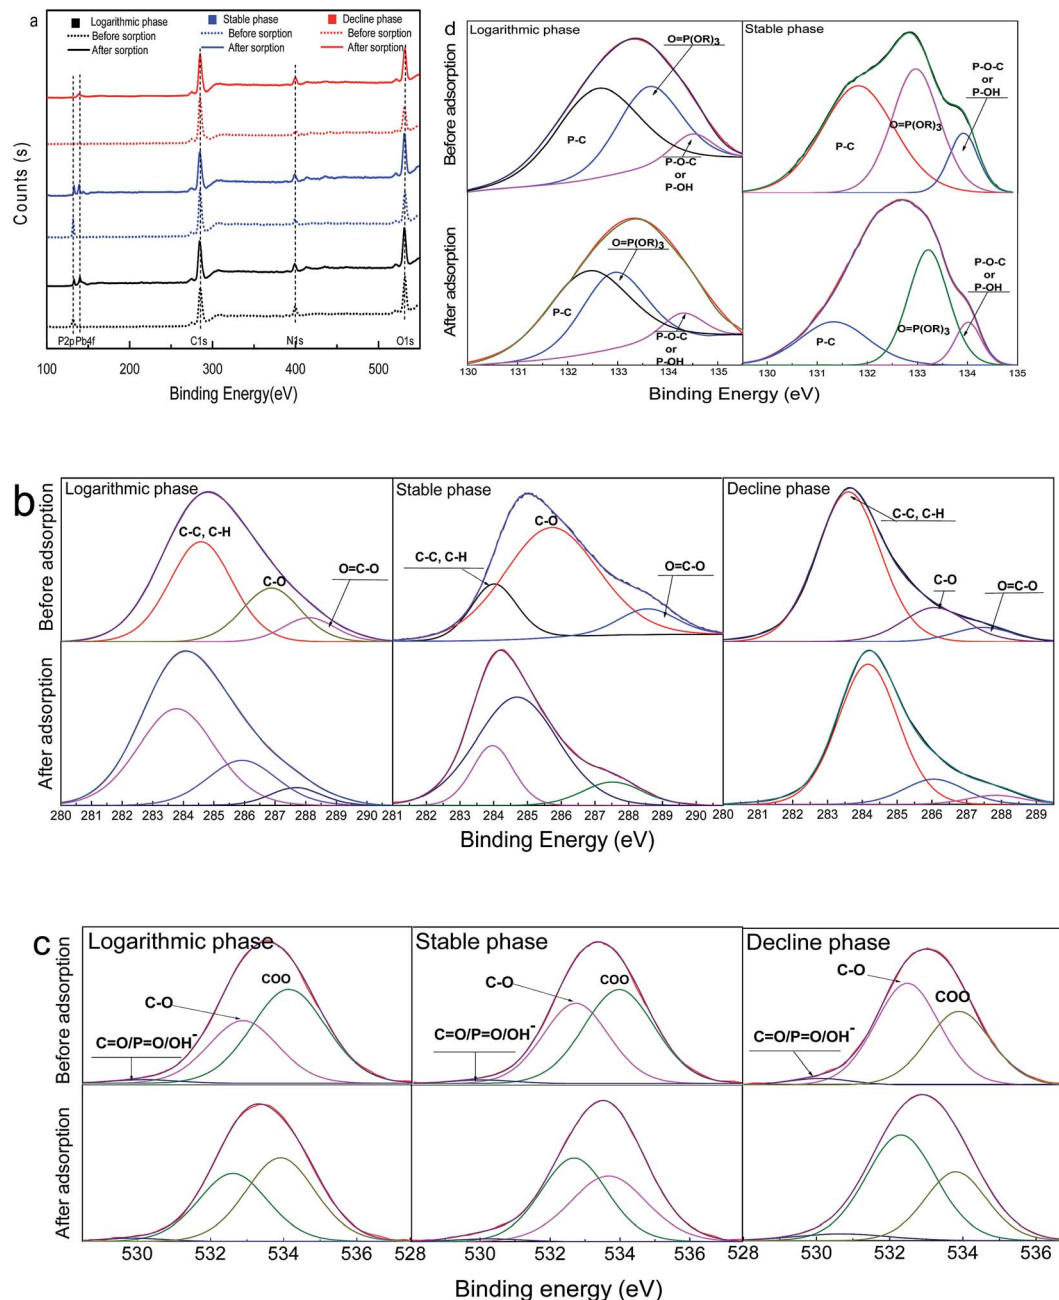 a
Logarithmic phase
Before sorption
After sorption
Stable phase
Before sorption
After sorption
Decline phase
Before sorption
After sorption
Counts (s)
P2p Pb4f C1s N1s O1s
100 200 300 400 500
Binding Energy(eV)
d
Logarithmic phase
Stable phase
Before adsorption
O=P(OR)3
P-C
P-O-C
or
P-OH
P-O-C
or
P-OH
O=P(OR)3
P-C
After adsorption
O=P(OR)3
P-C
P-O-C
or
P-OH
P-O-C
or
P-OH
O=P(OR)3
P-C
130 131 132 133 134 130 131 132 133 134 135
Binding Energy (eV)
b
Logarithmic phase
Stable phase
Decline phase
Before adsorption
C-C, C-H
C-O
O=C-O
C-O
C-C, C-H
O=C-O
C-C, C-H
C-O
O=C-O
After adsorption
280 281 282 283 284 285 286 287 288 289 290 280 282 284 286 288 290 280 281 282 283 284 285 286 287 288 289
Binding Energy (eV)
c
Logarithmic phase
Stable phase
Decline phase
Before adsorption
COO
C-O
C=O/P=O/OH-
C-O
COO
C=O/P=O/OH-
C-O
COO
C=O/P=O/OH-
After adsorption
530 532 534 536 528 530 532 534 536 528 530 532 534 536
Binding energy (eV)